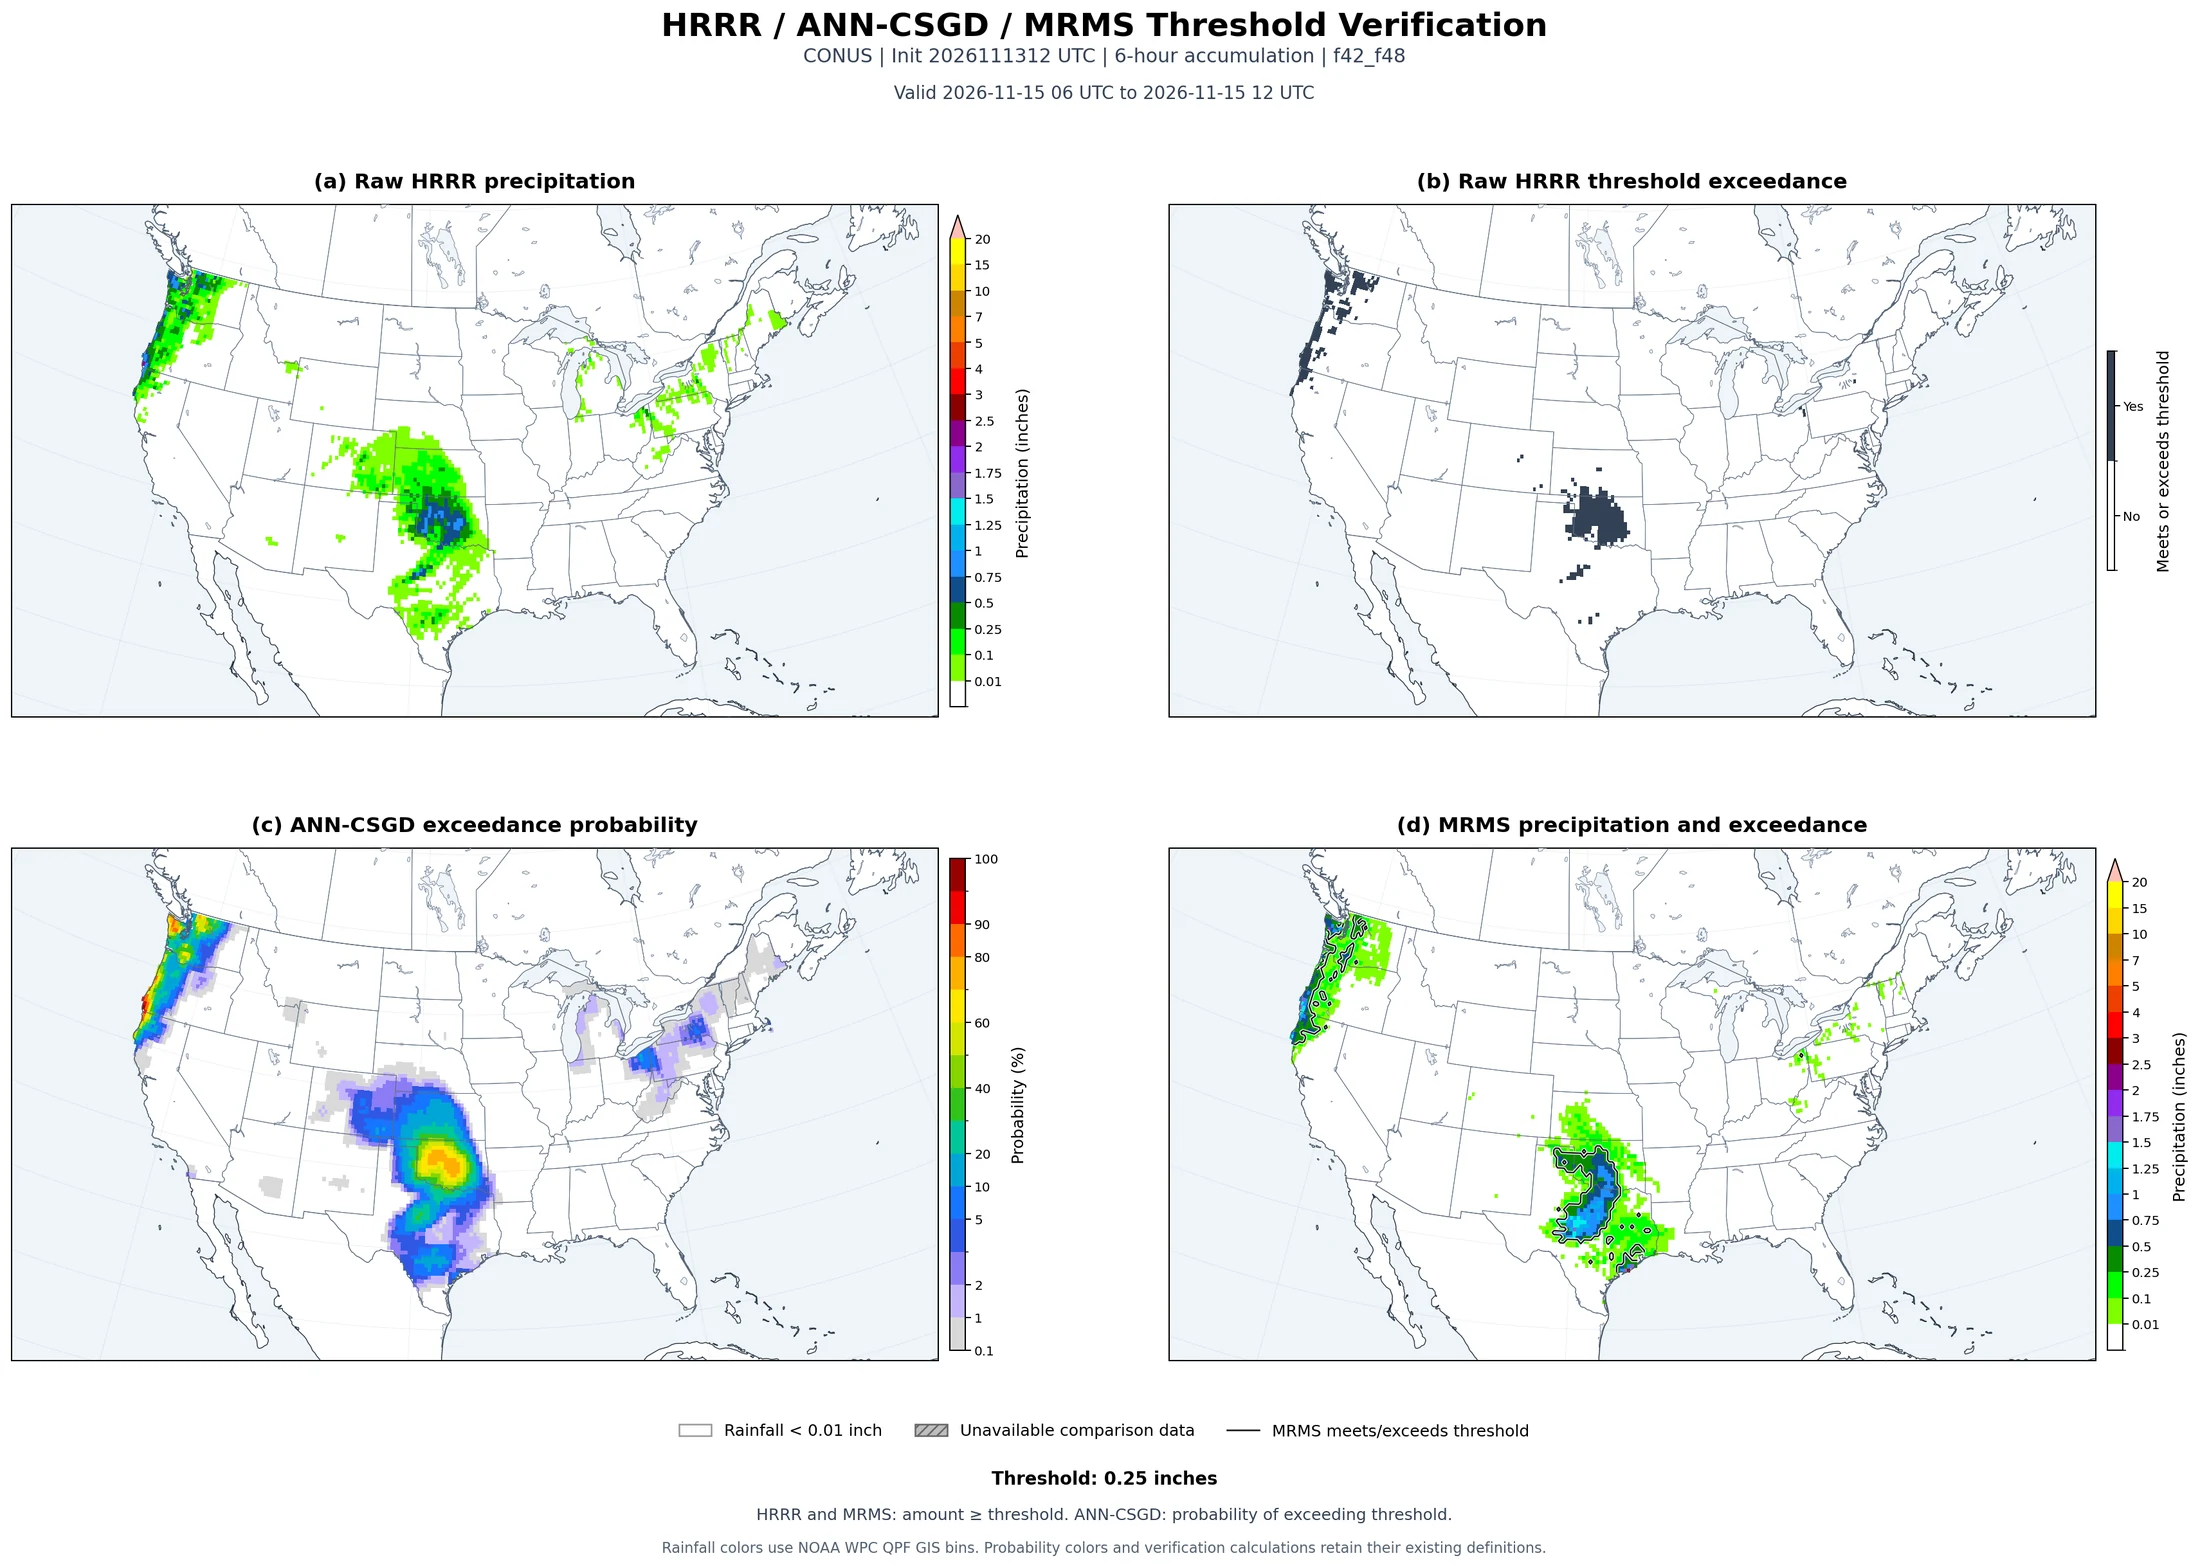 HRRR / ANN-CSGD / MRMS Threshold Verification
CONUS | Init 2026111312 UTC | 6-hour accumulation | f42_f48
Valid 2026-11-15 06 UTC to 2026-11-15 12 UTC
(a) Raw HRRR precipitation
20
15
10
7
5
4
3
2.5
2
1.75
1.5
1.25
1
0.75
0.5
0.25
0.1
0.01
Precipitation (inches)
(b) Raw HRRR threshold exceedance
Yes
No
Meets or exceeds threshold
(c) ANN-CSGD exceedance probability
100
90
80
60
40
20
10
5
2
1
0.1
Probability (%)
(d) MRMS precipitation and exceedance
20
15
10
7
5
4
3
2.5
2
1.75
1.5
1.25
1
0.75
0.5
0.25
0.1
0.01
Precipitation (inches)
Rainfall < 0.01 inch
Unavailable comparison data
MRMS meets/exceeds threshold
Threshold: 0.25 inches
HRRR and MRMS: amount ≥ threshold. ANN-CSGD: probability of exceeding threshold.
Rainfall colors use NOAA WPC QPF GIS bins. Probability colors and verification calculations retain their existing definitions.